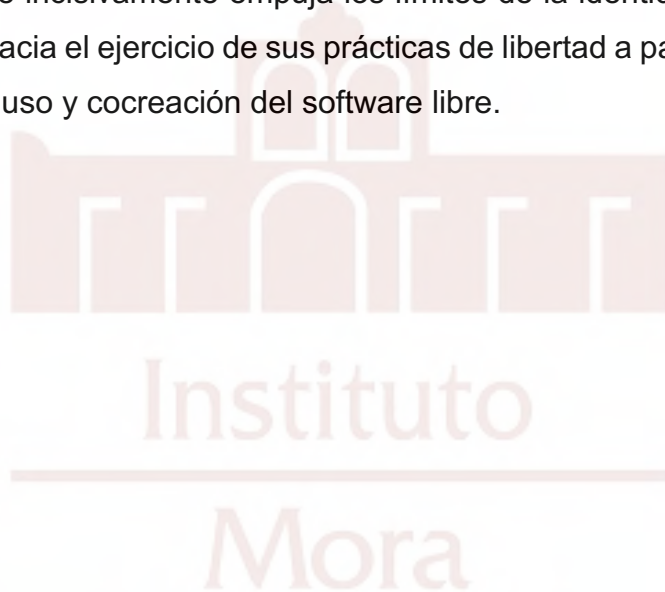 incisivamente empuja los límites de la
acia el ejercicio de sus prácticas de libertad a pa
uso y cocreación del software libre.
Instituto
Mora